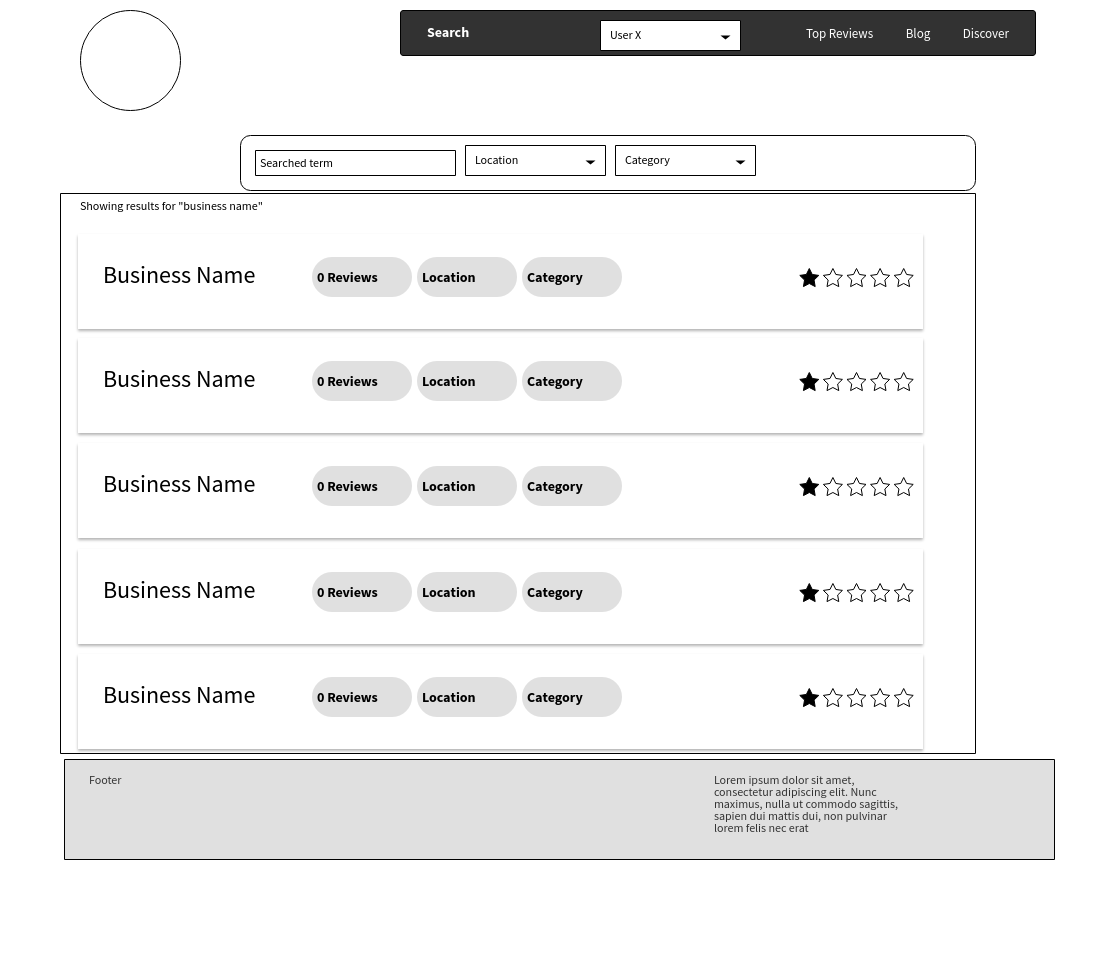 Search
User X
Top Reviews
Blog
Discover
Searched term
Location
Category
Showing results for "business name"
Business Name
0 Reviews
Location
Category
Business Name
0 Reviews
Location
Category
Business Name
0 Reviews
Location
Category
Business Name
0 Reviews
Location
Category
Business Name
0 Reviews
Location
Category
Footer
Lorem ipsum dolor sit amet,
consectetur adipiscing elit. Nunc
maximus, nulla ut commodo sagittis,
sapien dui mattis dui, non pulvinar
lorem felis nec erat